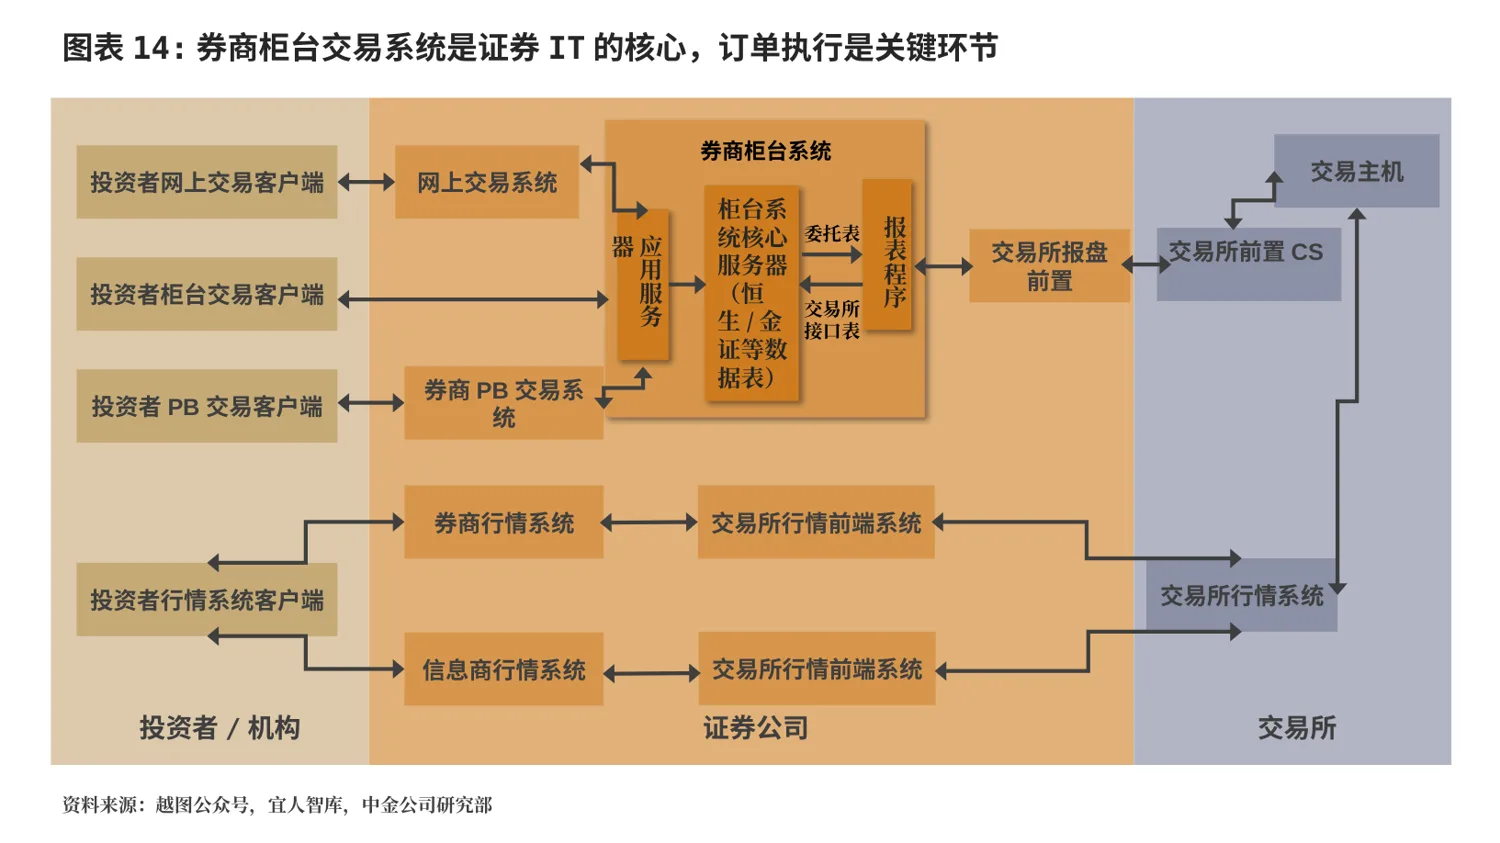 图表 14: 券商柜台交易系统是证券 IT 的核心，订单执行是关键环节
券商柜台系统
投资者网上交易客户端
网上交易系统
投资者柜台交易客户端
应用服务
器
柜台系
统核心
服务器
（恒
生 / 金
证等数
据表）
委托表
交易所
接口表
报表程序
交易所报盘
前置
交易所前置 CS
交易主机
投资者 PB 交易客户端
券商 PB 交易系
统
券商行情系统
交易所行情前端系统
投资者行情系统客户端
交易所行情系统
信息商行情系统
交易所行情前端系统
投资者 / 机构
证券公司
交易所
资料来源：越图公众号，宜人智库，中金公司研究部